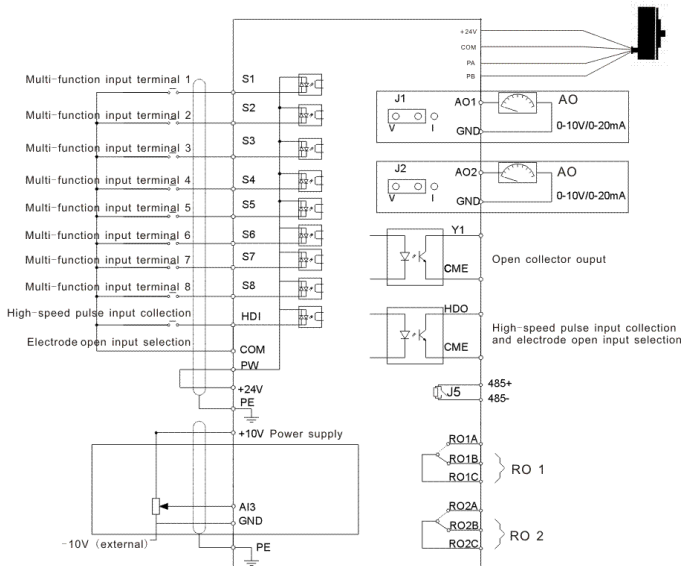 +24V
COM
PA
PB
Multi-function input terminal 1 S1
Multi-function input terminal 2 S2
Multi-function input terminal 3 S3
Multi-function input terminal 4 S4
Multi-function input terminal 5 S5
Multi-function input terminal 6 S6
Multi-function input terminal 7 S7
Multi-function input terminal 8 S8
High-speed pulse input collection HDI
Electrode open input selection COM
PW
+24V
PE
+10V Power supply
AI3
GND
-10V (external)
PE
J1 AO1 AO
V I GND 0-10V/0-20mA
J2 AO2 AO
V I GND 0-10V/0-20mA
Y1
CME
Open collector ouput
HDO
CME
High-speed pulse input collection
and electrode open input selection
J5 485+
485-
RO1A
RO1B
RO1C
RO 1
RO2A
RO2B
RO2C
RO 2